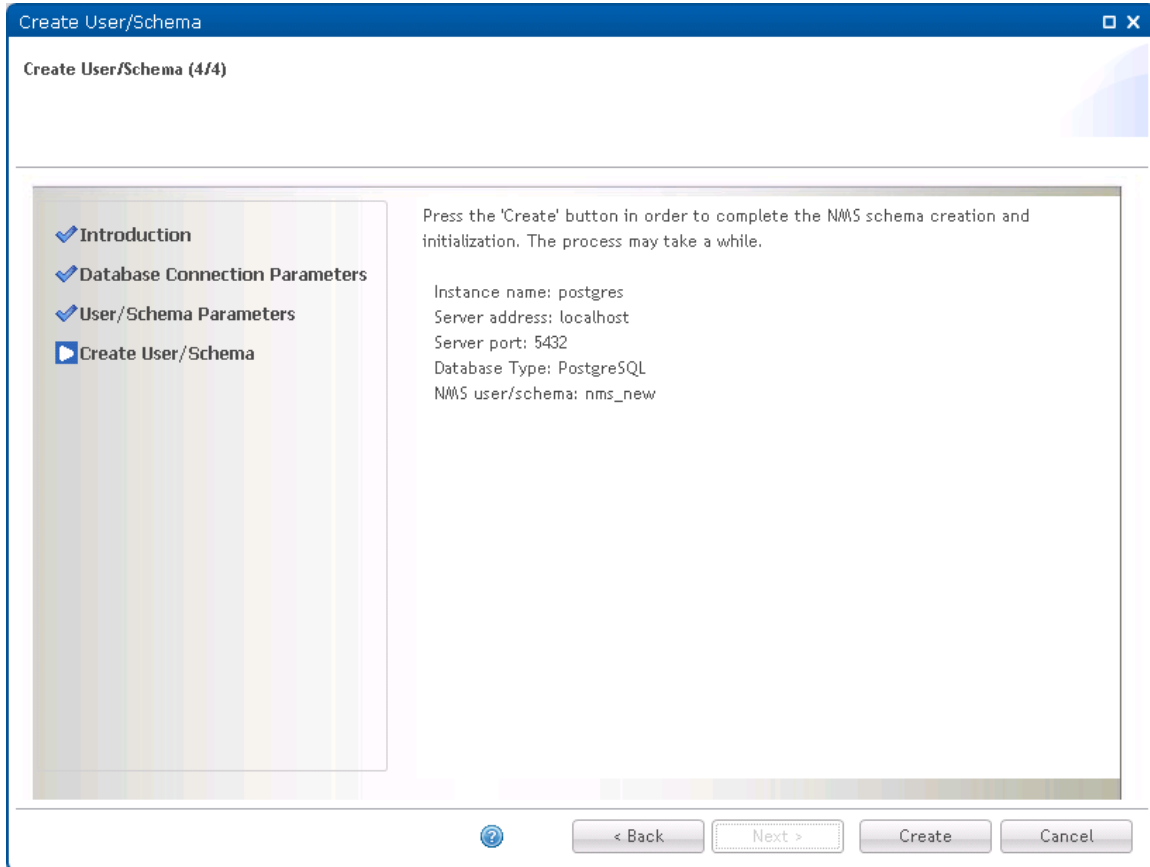 Create User/Schema
Create User/Schema (4/4)
Introduction
Database Connection Parameters
User/Schema Parameters
Create User/Schema
Press the 'Create' button in order to complete the NMS schema creation and
initialization. The process may take a while.
Instance name: postgres
Server address: localhost
Server port: 5432
Database Type: PostgreSQL
NMS user/schema: nms_new
?
< Back
Next >
Create
Cancel